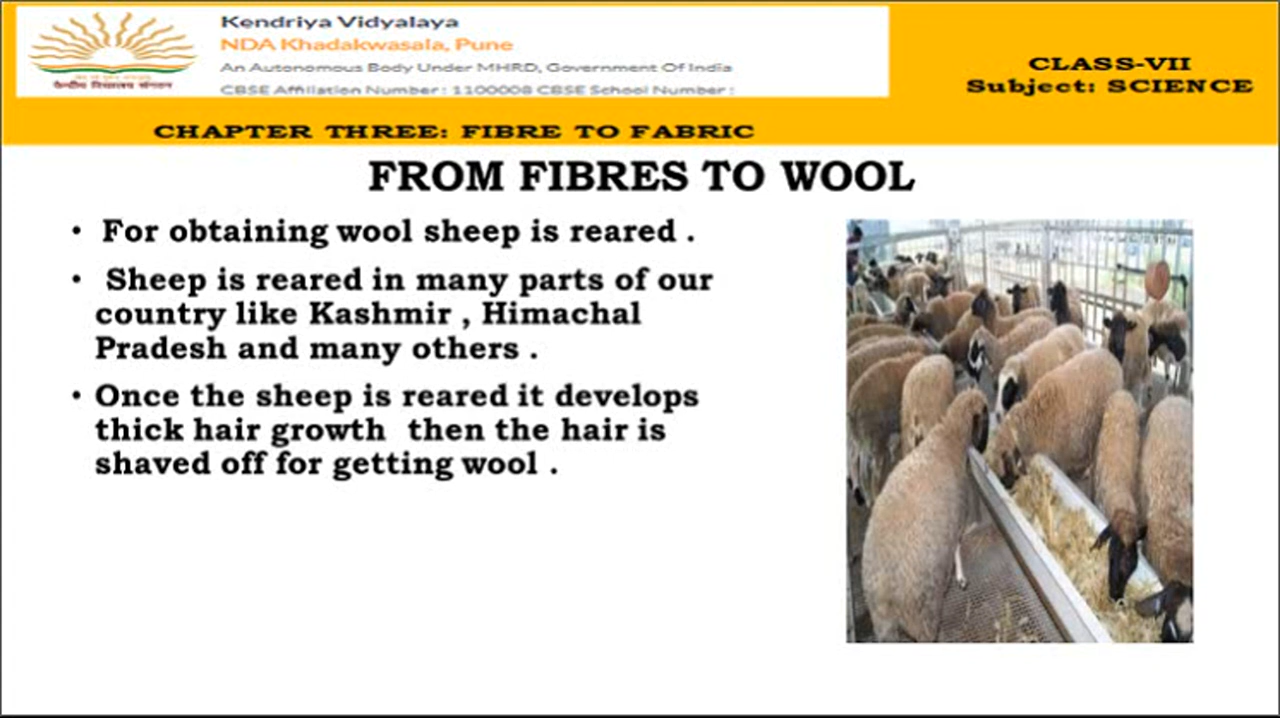 Kendriya Vidyalaya
NDA Khadakwasala, Pune
An Autonomous Body Under MHRD, Government Of India
CBSE Affiliation Number : 1100008 CBSE School Number :
केन्द्रीय विद्यालय संगठन
CLASS-VII
Subject: SCIENCE
CHAPTER THREE: FIBRE TO FABRIC
FROM FIBRES TO WOOL
• For obtaining wool sheep is reared .
• Sheep is reared in many parts of our
country like Kashmir , Himachal
Pradesh and many others .
• Once the sheep is reared it develops
thick hair growth then the hair is
shaved off for getting wool .